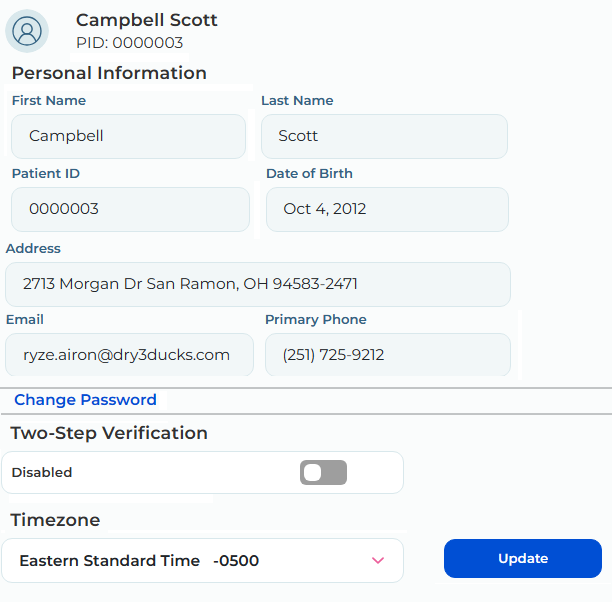 Campbell Scott
PID: 0000003
Personal Information
First Name Last Name
Campbell Scott
Patient ID Date of Birth
0000003 Oct 4, 2012
Address
2713 Morgan Dr San Ramon, OH 94583-2471
Email Primary Phone
ryze.airon@dry3ducks.com (251) 725-9212
Change Password
Two-Step Verification
Disabled
Timezone
Eastern Standard Time -0500 Update